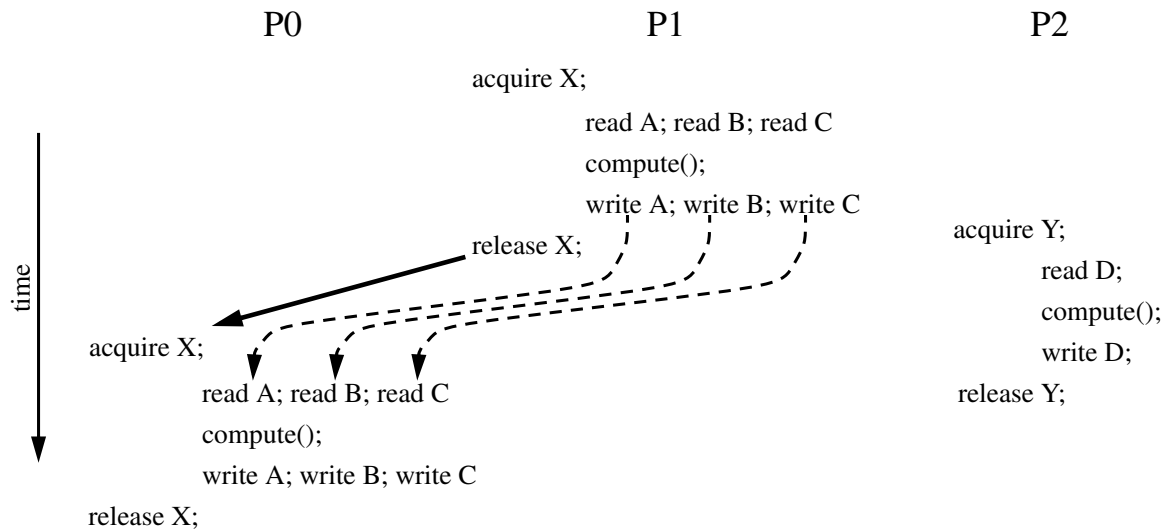 P0 P1 P2
acquire X;
read A; read B; read C
compute();
write A; write B; write C
acquire Y;
release X;
read D;
time
compute();
acquire X;
write D;
read A; read B; read C
release Y;
compute();
write A; write B; write C
release X;